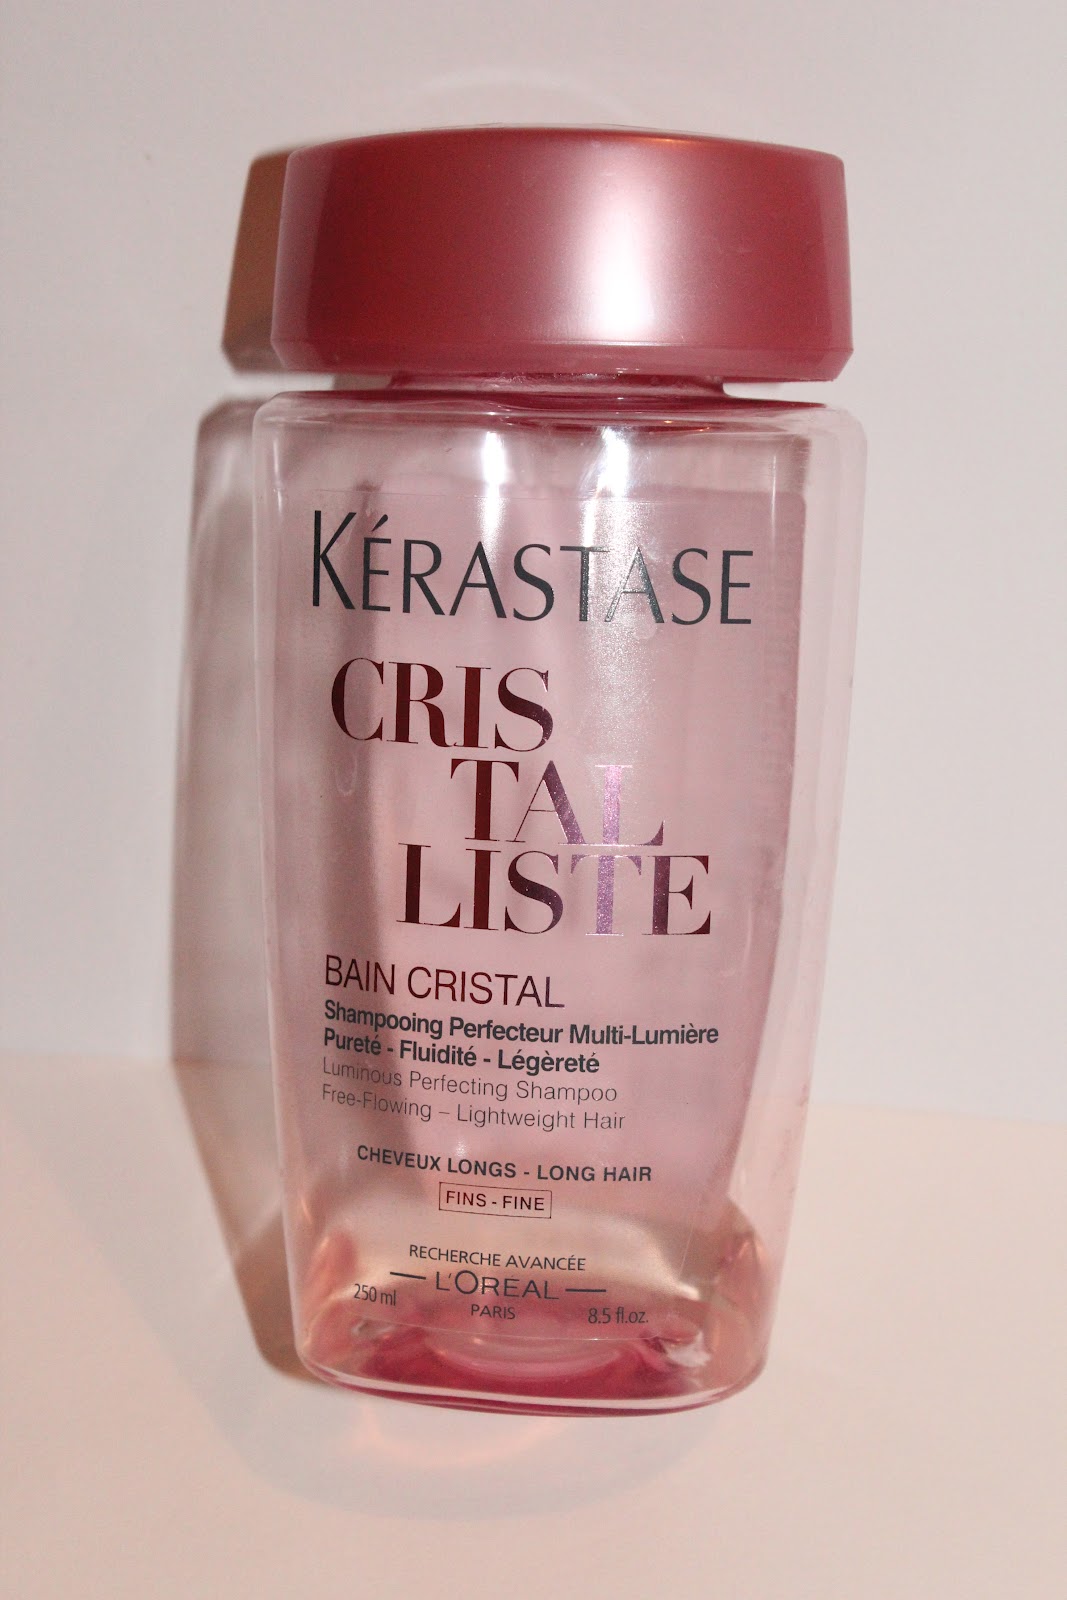 KÉRASTASE
CRIS
TAL
LISTE
BAIN CRISTAL
Shampooing Perfecteur Multi-Lumière
Pureté - Fluidité - Légèreté
Luminous Perfecting Shampoo
Free-Flowing – Lightweight Hair
CHEVEUX LONGS - LONG HAIR
FINS - FINE
RECHERCHE AVANCÉE
L'ORÉAL
PARIS
250 ml
8.5 fl.oz.